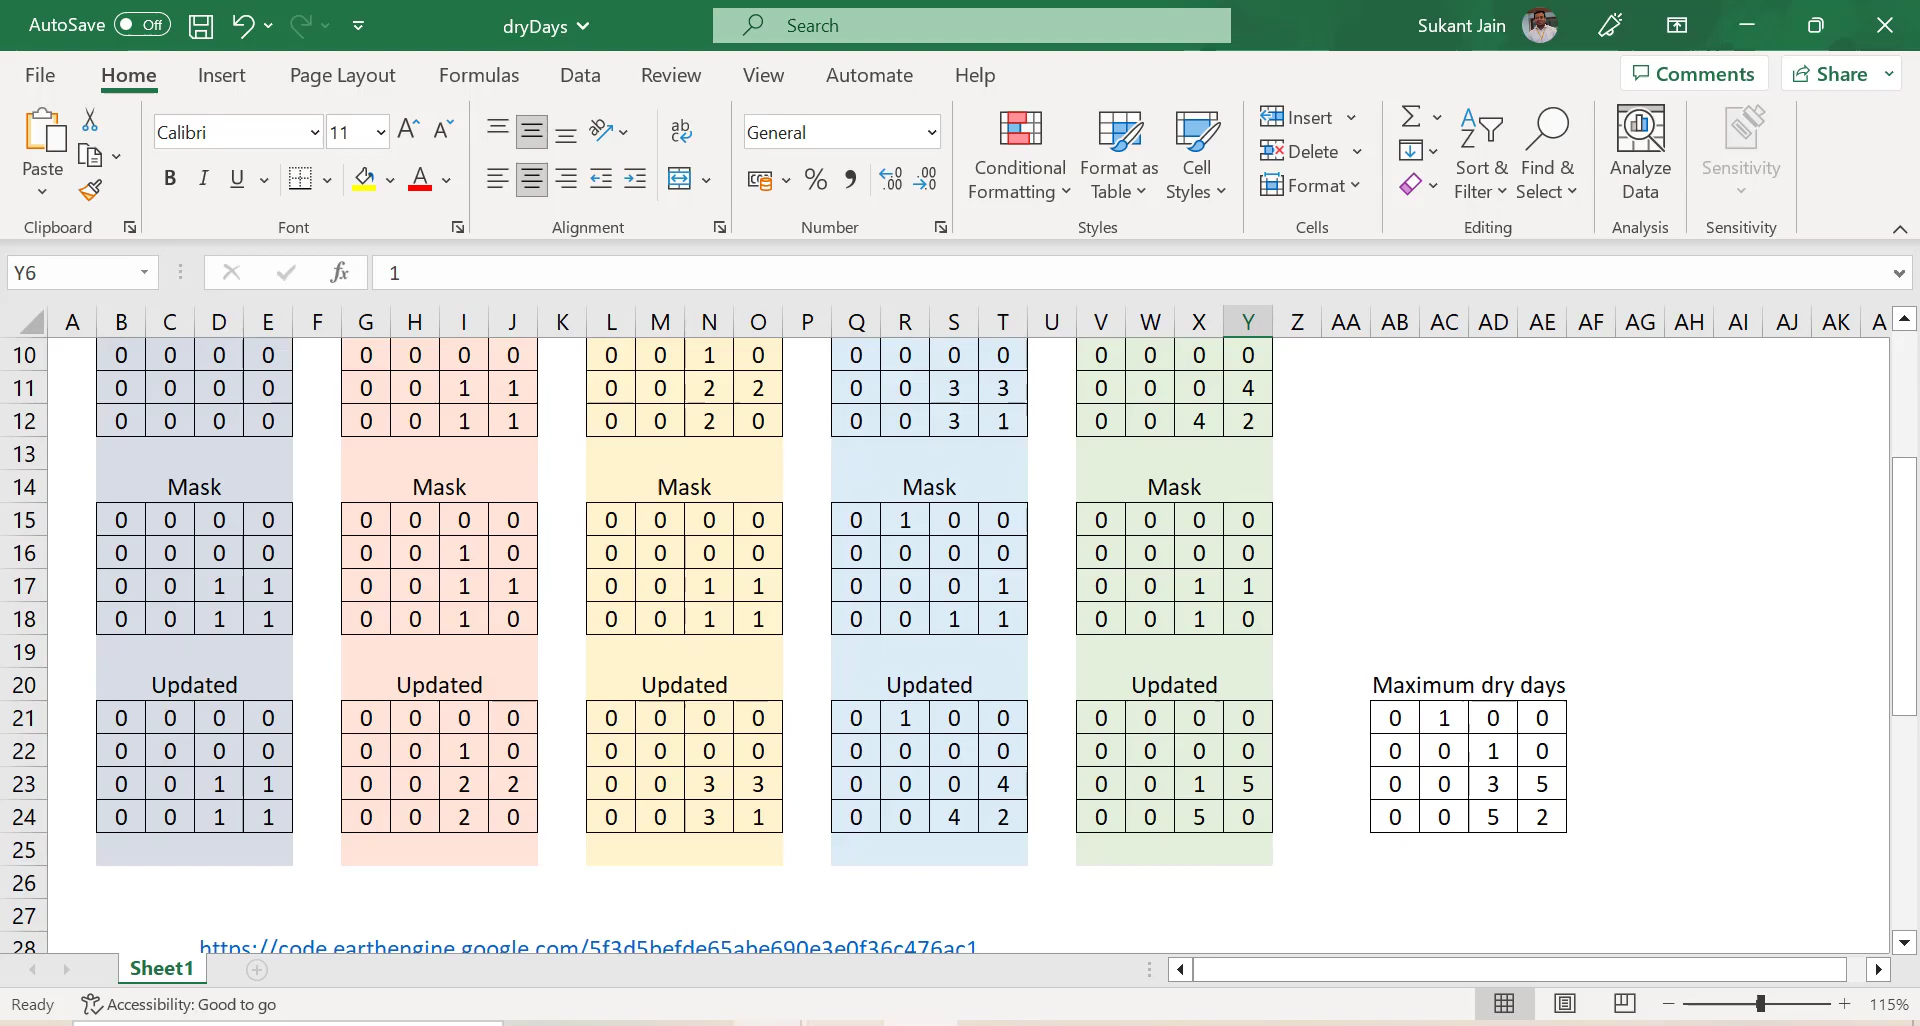 AutoSave Off dryDays Search Sukant Jain
File Home Insert Page Layout Formulas Data Review View Automate Help Comments Share
Paste Calibri 11 General Conditional Formatting Format as Table Cell Styles Insert Delete Format Sort & Filter Find & Select Analyze Data Sensitivity
B I U
Clipboard Font Alignment Number Styles Cells Editing Analysis Sensitivity
Y6 fx 1
A B C D E F G H I J K L M N O P Q R S T U V W X Y Z AA AB AC AD AE AF AG AH AI AJ AK A
10 0 0 0 0 0 0 0 0 0 0 1 0 0 0 0 0 0 0 0 0
11 0 0 0 0 0 0 1 1 0 0 2 2 0 0 3 3 0 0 0 4
12 0 0 0 0 0 0 1 1 0 0 2 0 0 0 3 1 0 0 4 2
13
14 Mask Mask Mask Mask Mask
15 0 0 0 0 0 0 0 0 0 0 0 0 0 1 0 0 0 0 0 0
16 0 0 0 0 0 0 1 0 0 0 0 0 0 0 0 0 0 0 0 0
17 0 0 1 1 0 0 1 1 0 0 1 1 0 0 0 1 0 0 1 1
18 0 0 1 1 0 0 1 0 0 0 1 1 0 0 1 1 0 0 1 0
19
20 Updated Updated Updated Updated Updated Maximum dry days
21 0 0 0 0 0 0 0 0 0 0 0 0 0 1 0 0 0 0 0 0 0 1 0 0
22 0 0 0 0 0 0 1 0 0 0 0 0 0 0 0 0 0 0 0 0 0 0 1 0
23 0 0 1 1 0 0 2 2 0 0 3 3 0 0 0 4 0 0 1 5 0 0 3 5
24 0 0 1 1 0 0 2 0 0 0 3 1 0 0 4 2 0 0 5 0 0 0 5 2
25
26
27
28 https://code.earthengine.google.com/5f3d5befde65abe690e3e0f36c476ac1
Sheet1
Ready Accessibility: Good to go 115%